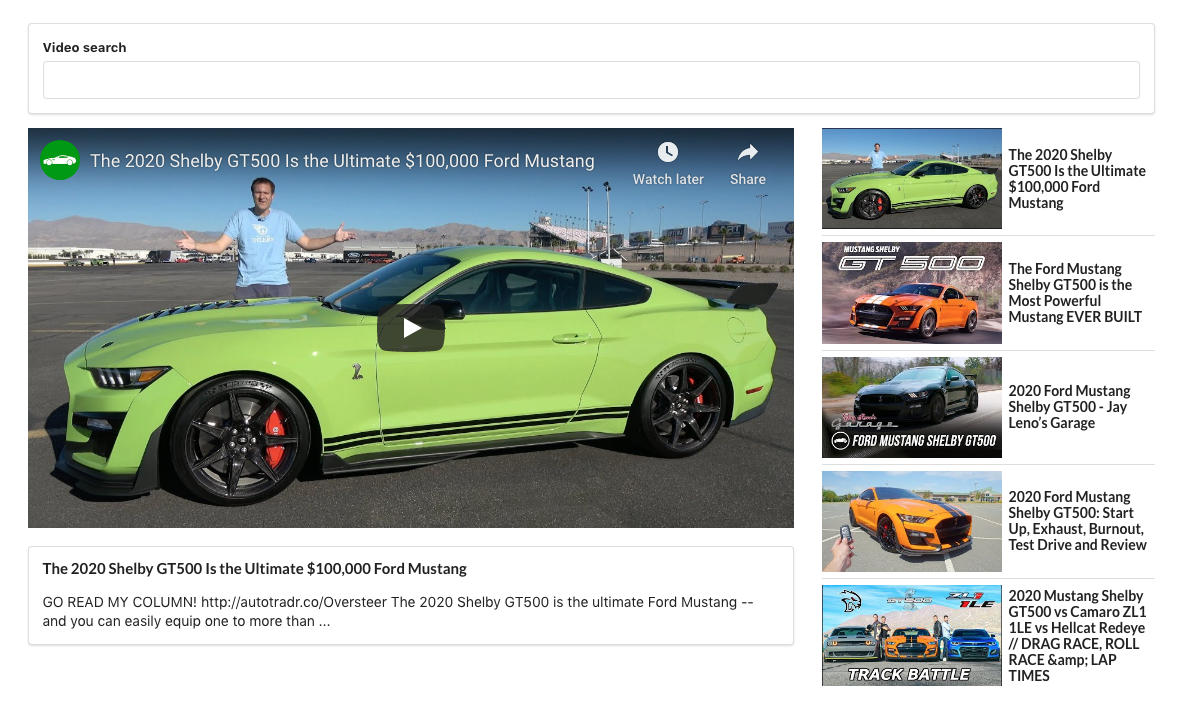 Video search
The 2020 Shelby GT500 Is the Ultimate $100,000 Ford Mustang
Watch later
Share
The 2020 Shelby GT500 Is the Ultimate $100,000 Ford Mustang
GO READ MY COLUMN! http://autotradr.co/Oversteer The 2020 Shelby GT500 is the ultimate Ford Mustang --
and you can easily equip one to more than ...
The 2020 Shelby
GT500 Is the Ultimate
$100,000 Ford
Mustang
MUSTANG SHELBY
GT 500
The Ford Mustang
Shelby GT500 is the
Most Powerful
Mustang EVER BUILT
Garage
FORD MUSTANG SHELBY GT500
2020 Ford Mustang
Shelby GT500 - Jay
Leno's Garage
2020 Ford Mustang
Shelby GT500: Start
Up, Exhaust, Burnout,
Test Drive and Review
GT500
ZL1
1LE
TRACK BATTLE
2020 Mustang Shelby
GT500 vs Camaro ZL1
1LE vs Hellcat Redeye
// DRAG RACE, ROLL
RACE &amp; LAP
TIMES